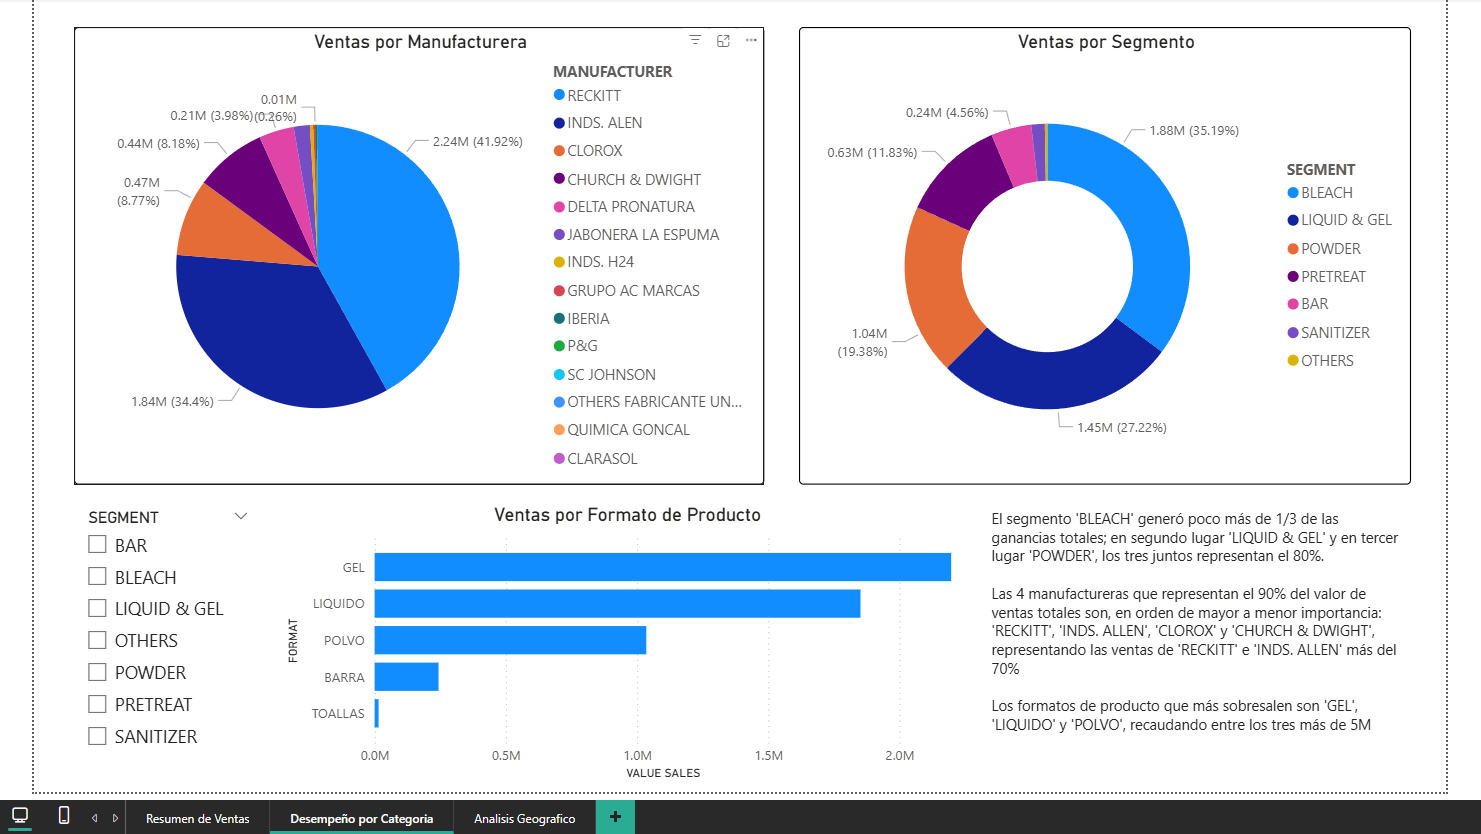 Ventas por Manufacturera
0.01M
(0.26%)
0.21M (3.98%)
0.44M (8.18%)
0.47M
(8.77%)
2.24M (41.92%)
1.84M (34.4%)
MANUFACTURER
RECKITT
INDS. ALEN
CLOROX
CHURCH & DWIGHT
DELTA PRONATURA
JABONERA LA ESPUMA
INDS. H24
GRUPO AC MARCAS
IBERIA
P&G
SC JOHNSON
OTHERS FABRICANTE UN...
QUIMICA GONCAL
CLARASOL
Ventas por Segmento
0.24M (4.56%)
1.88M (35.19%)
0.63M (11.83%)
1.04M
(19.38%)
1.45M (27.22%)
SEGMENT
BLEACH
LIQUID & GEL
POWDER
PRETREAT
BAR
SANITIZER
OTHERS
SEGMENT
BAR
BLEACH
LIQUID & GEL
OTHERS
POWDER
PRETREAT
SANITIZER
Ventas por Formato de Producto
FORMAT
GEL
LIQUIDO
POLVO
BARRA
TOALLAS
0.0M 0.5M 1.0M 1.5M 2.0M
VALUE SALES
El segmento 'BLEACH' generó poco más de 1/3 de las
ganancias totales; en segundo lugar 'LIQUID & GEL' y en tercer
lugar 'POWDER', los tres juntos representan el 80%.
Las 4 manufactureras que representan el 90% del valor de
ventas totales son, en orden de mayor a menor importancia:
'RECKITT', 'INDS. ALLEN', 'CLOROX' y 'CHURCH & DWIGHT',
representando las ventas de 'RECKITT' e 'INDS. ALLEN' más del
70%
Los formatos de producto que más sobresalen son 'GEL',
'LIQUIDO' y 'POLVO', recaudando entre los tres más de 5M
Resumen de Ventas
Desempeño por Categoria
Analisis Geografico
+